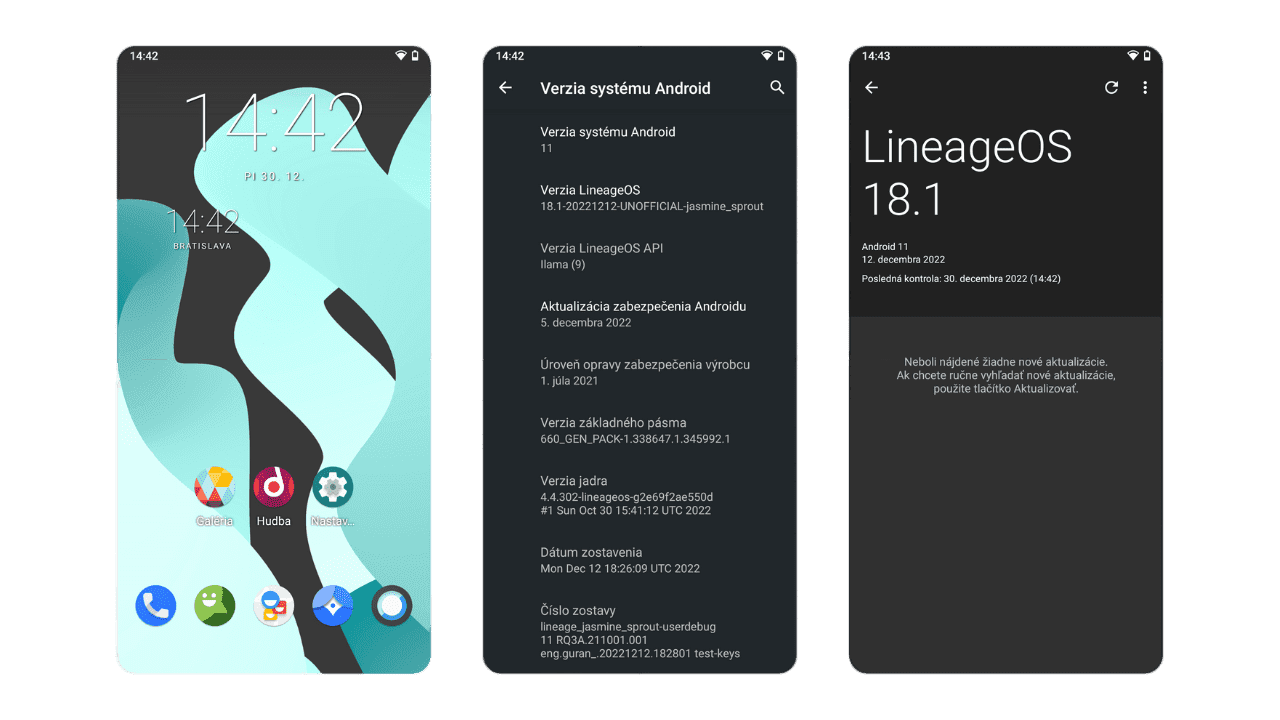 14:42
14:42
PI 30. 12.
14:42
BRATISLAVA
Galéria
Hudba
Nastav…
14:42
Verzia systému Android
Verzia systému Android
11
Verzia LineageOS
18.1-20221212-UNOFFICIAL-jasmine_sprout
Verzia LineageOS API
Ilama (9)
Aktualizácia zabezpečenia Androidu
5. decembra 2022
Úroveň opravy zabezpečenia výrobcu
1. júla 2021
Verzia základného pásma
660_GEN_PACK-1.338647.1.345992.1
Verzia jadra
4.4.302-lineageos-g2e69f2ae550d
#1 Sun Oct 30 15:41:12 UTC 2022
Dátum zostavenia
Mon Dec 12 18:26:09 UTC 2022
Číslo zostavy
lineage_jasmine_sprout-userdebug
11 RQ3A.211001.001
eng.guran_.20221212.182801 test-keys
14:43
LineageOS
18.1
Android 11
12. decembra 2022
Posledná kontrola: 30. decembra 2022 (14:42)
Neboli nájdené žiadne nové aktualizácie.
Ak chcete ručne vyhľadať nové aktualizácie,
použite tlačítko Aktualizovať.